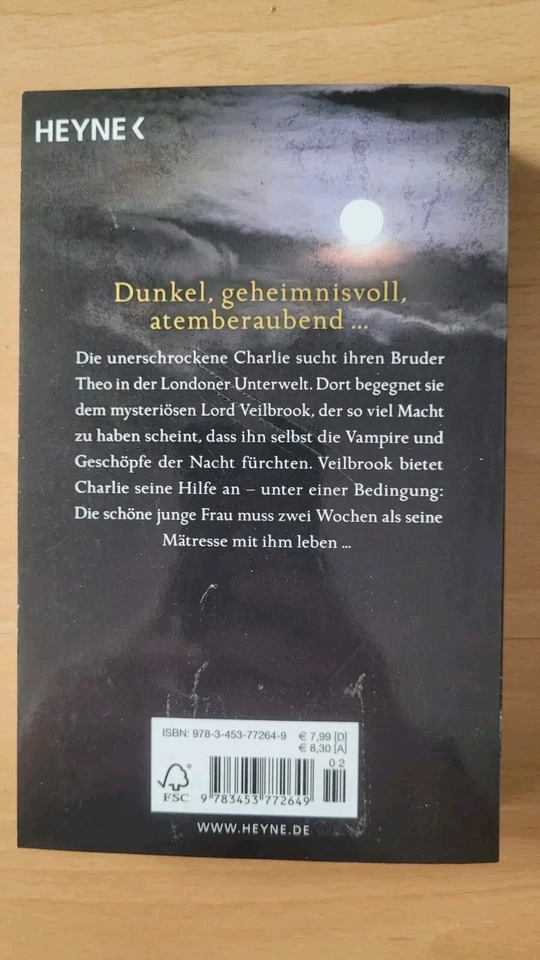 HEYNE
Dunkel, geheimnisvoll,
atemberaubend ...
Die unerschrockene Charlie sucht ihren Bruder
Theo in der Londoner Unterwelt. Dort begegnet sie
dem mysteriösen Lord Veilbrook, der so viel Macht
zu haben scheint, dass ihn selbst die Vampire und
Geschöpfe der Nacht fürchten. Veilbrook bietet
Charlie seine Hilfe an – unter einer Bedingung:
Die schöne junge Frau muss zwei Wochen als seine
Mätresse mit ihm leben ...
ISBN: 978-3-453-77264-9 € 7,99 [D]
€ 8,30 [A]
0 2
FSC®
9 783453 772649
WWW.HEYNE.DE